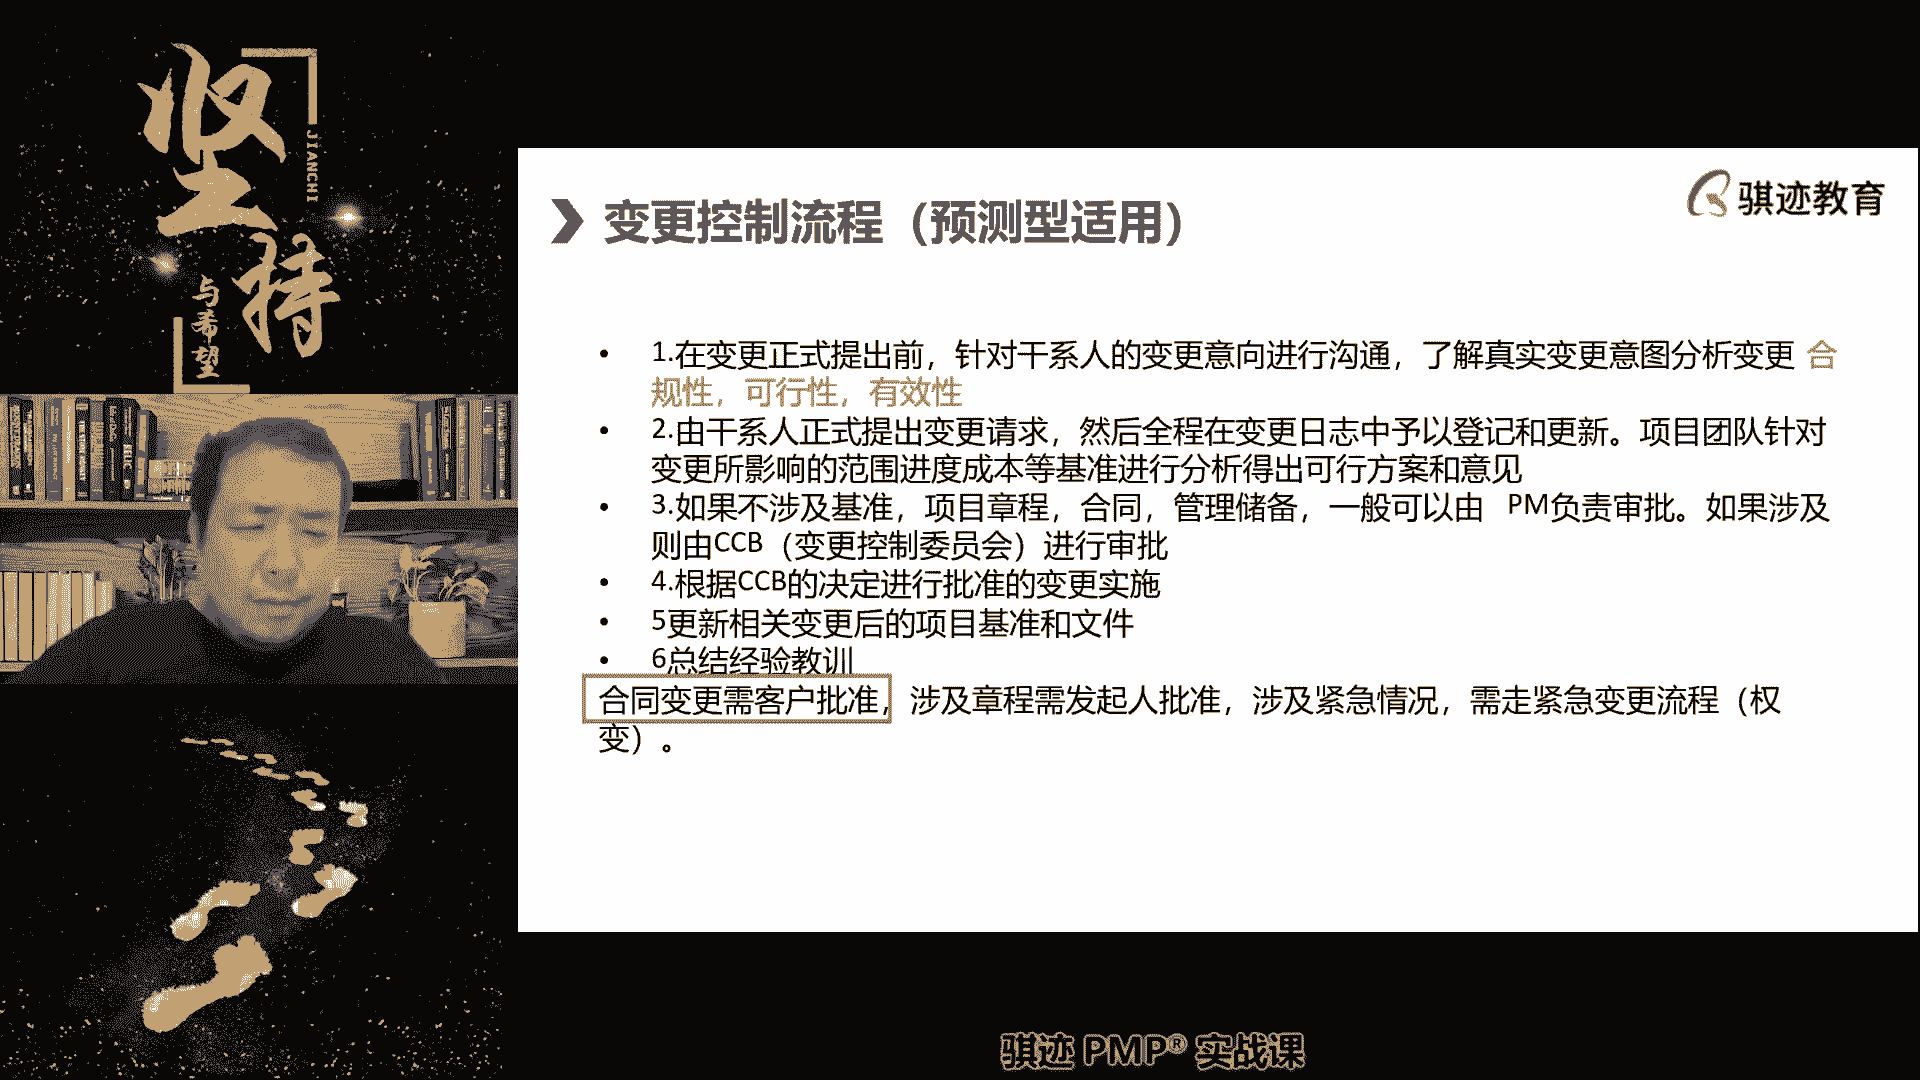 坚持
JIANCHI
与希望
骐迹教育
变更控制流程（预测型适用）
• 1.在变更正式提出前，针对干系人的变更意向进行沟通，了解真实变更意图分析变更 合
规性，可行性，有效性
• 2.由干系人正式提出变更请求，然后全程在变更日志中予以登记和更新。项目团队针对
变更所影响的范围进度成本等基准进行分析得出可行方案和意见
• 3.如果不涉及基准，项目章程，合同，管理储备，一般可以由 PM负责审批。如果涉及
则由CCB（变更控制委员会）进行审批
• 4.根据CCB的决定进行批准的变更实施
• 5更新相关变更后的项目基准和文件
• 6总结经验教训
合同变更需客户批准，涉及章程需发起人批准，涉及紧急情况，需走紧急变更流程（权
变）。
骐迹 PMP® 实战课